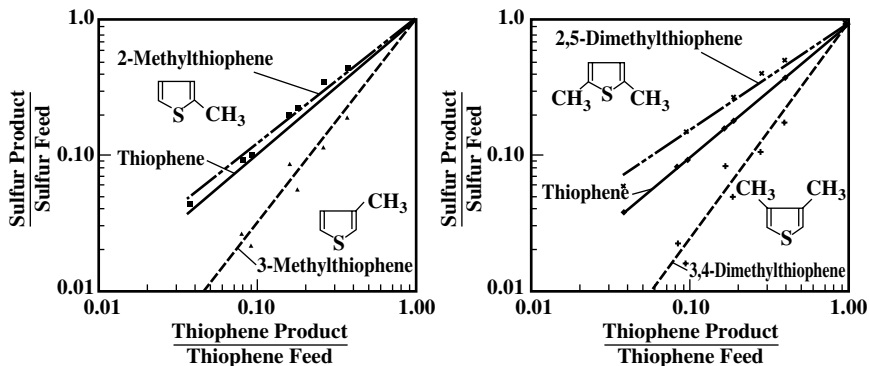 1.0
2-Methylthiophene
S
CH3
Sulfur Product
Sulfur Feed
0.10
Thiophene
CH3
S
3-Methylthiophene
0.01
0.01
0.10
1.00
Thiophene Product
Thiophene Feed
1.0
2,5-Dimethylthiophene
CH3
S
CH3
Sulfur Product
Sulfur Feed
0.10
Thiophene
CH3
CH3
S
3,4-Dimethylthiophene
0.01
0.01
0.10
1.00
Thiophene Product
Thiophene Feed